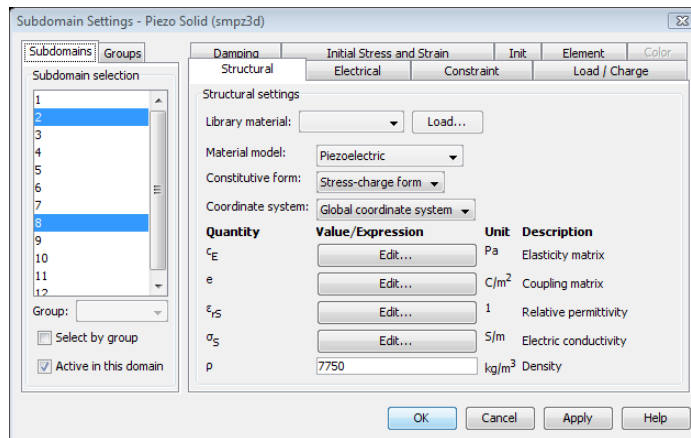 Subdomain Settings - Piezo Solid (smpz3d)
Subdomains Groups
Subdomain selection
1
2
3
4
5
6
7
8
9
10
11
12
Group:
Select by group
Active in this domain
Damping Initial Stress and Strain Init Element Color
Structural Electrical Constraint Load / Charge
Structural settings
Library material: Load...
Material model: Piezoelectric
Constitutive form: Stress-charge form
Coordinate system: Global coordinate system
Quantity Value/Expression Unit Description
cE Edit... Pa Elasticity matrix
e Edit... C/m² Coupling matrix
εrS Edit... 1 Relative permittivity
σS Edit... S/m Electric conductivity
ρ 7750 kg/m³ Density
OK Cancel Apply Help